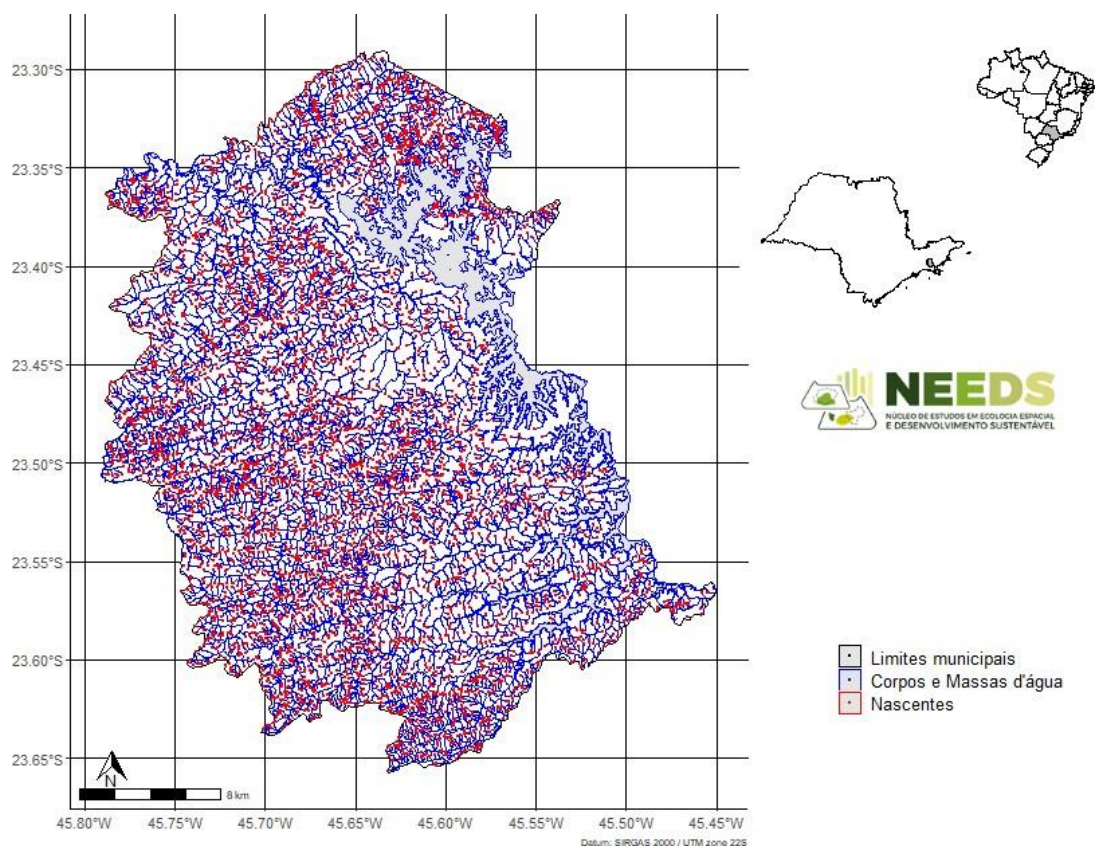 23.30°S
23.35°S
23.40°S
23.45°S
23.50°S
23.55°S
23.60°S
23.65°S
N
8 km
45.80°W 45.75°W 45.70°W 45.65°W 45.60°W 45.55°W 45.50°W 45.45°W
Datum: SIRGAS 2000 / UTM zone 22S
NEEDS
NÚCLEO DE ESTUDOS EM ECOLOGIA ESPACIAL
E DESENVOLVIMENTO SUSTENTÁVEL
Limites municipais
Corpos e Massas d'água
Nascentes